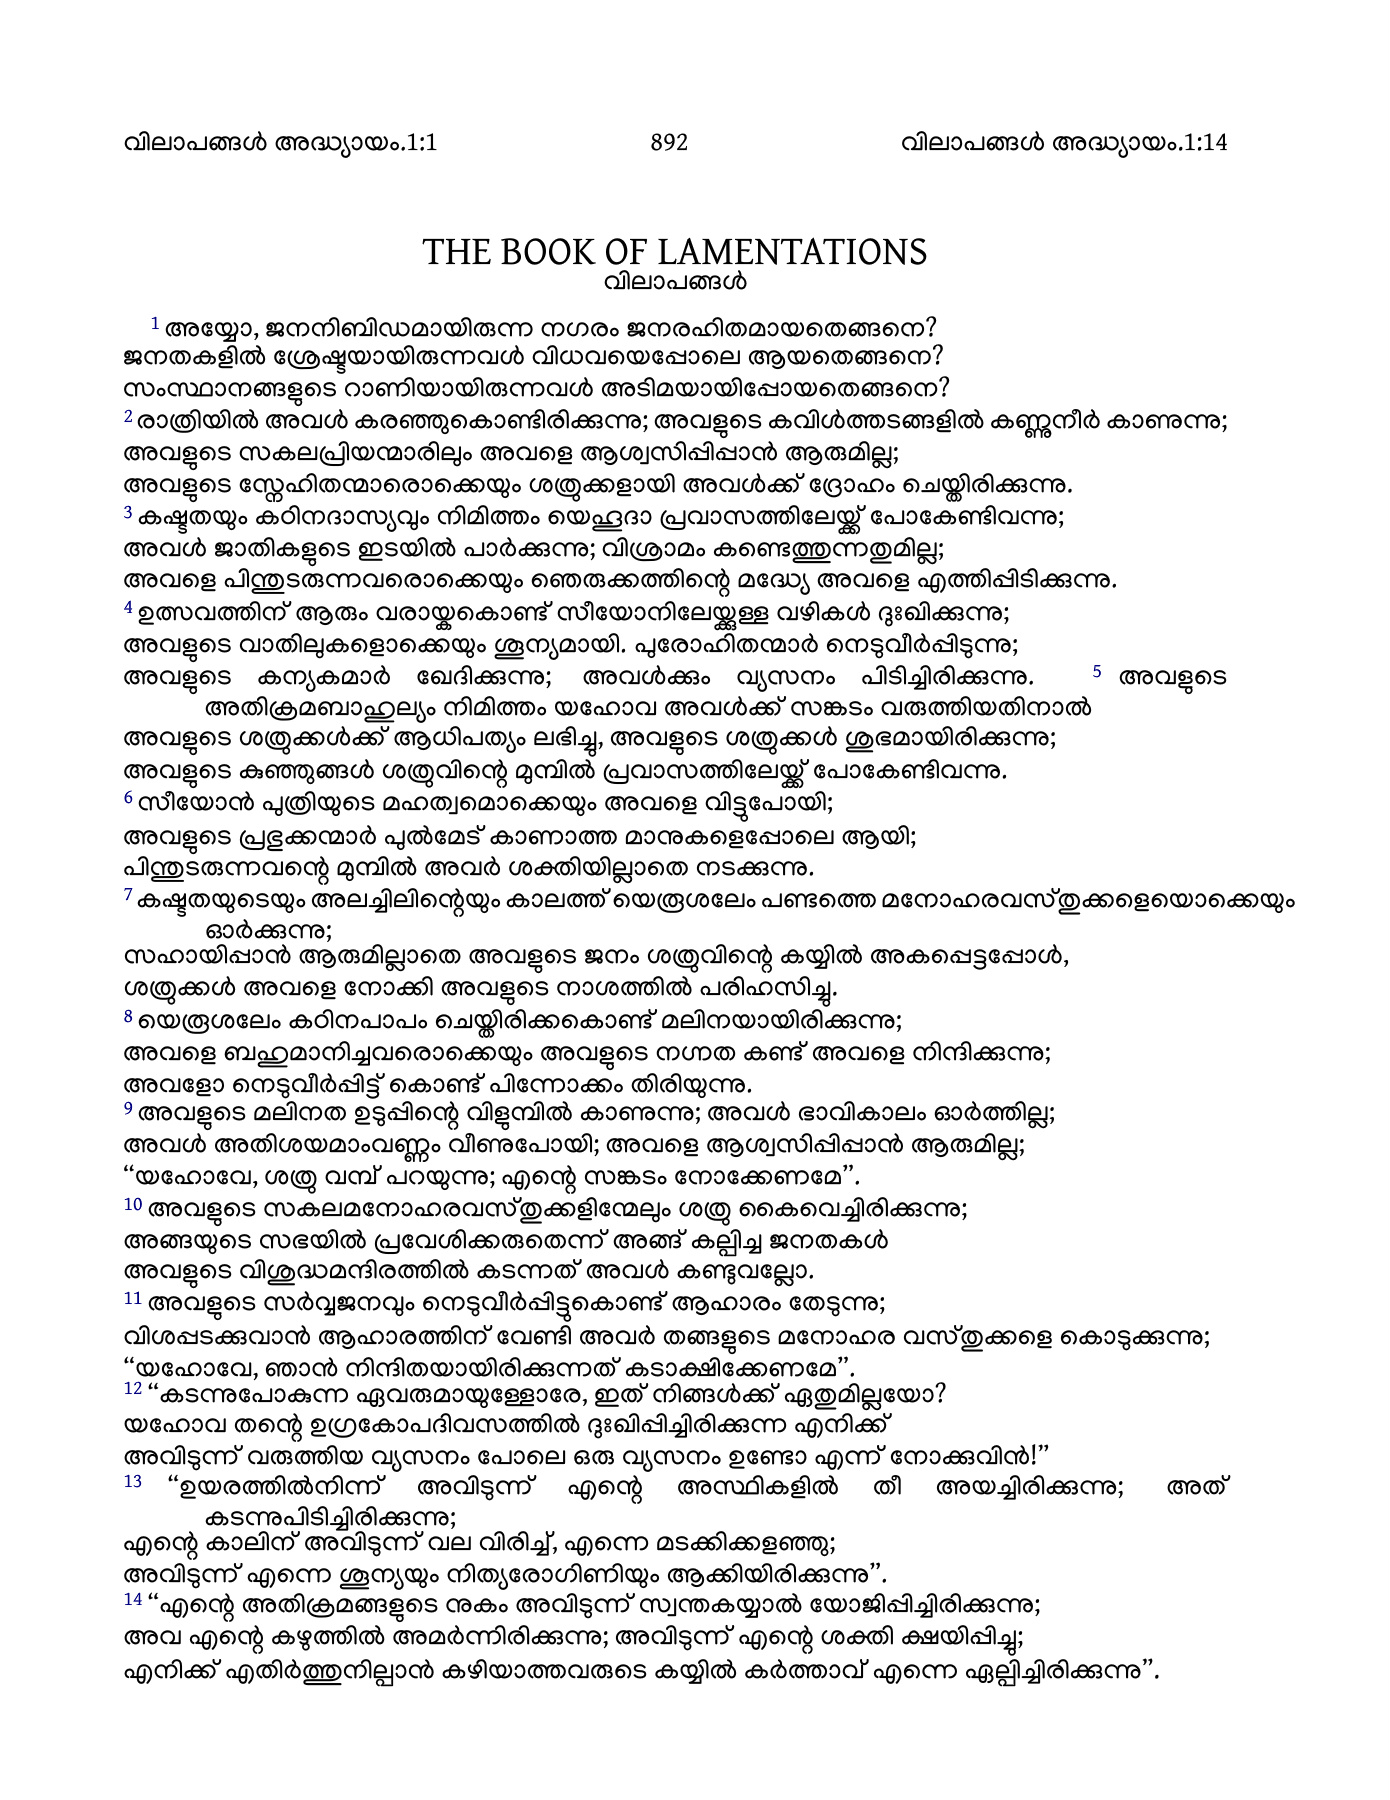 വിലാപങ്ങൾ അദ്ധ്യായം.1:1 892 വിലാപങ്ങൾ അദ്ധ്യായം.1:14
THE BOOK OF LAMENTATIONS
വിലാപങ്ങൾ
1 അയ്യോ, ജനനിബിഡമായിരുന്ന നഗരം ജനരഹിതമായതെങ്ങനെ?
ജനതകളിൽ ശ്രേഷ്ഠയായിരുന്നവൾ വിധവയെപ്പോലെ ആയതെങ്ങനെ?
സംസ്ഥാനങ്ങളുടെ റാണിയായിരുന്നവൾ അടിമയായിപ്പോയതെങ്ങനെ?
2 രാത്രിയിൽ അവൾ കരഞ്ഞുകൊണ്ടിരിക്കുന്നു; അവളുടെ കവിൾത്തടങ്ങളിൽ കണ്ണുനീർ കാണുന്നു;
അവളുടെ സകലപ്രിയന്മാരിലും അവളെ ആശ്വസിപ്പിപ്പാൻ ആരുമില്ല;
അവളുടെ സ്നേഹിതന്മാരൊക്കെയും ശത്രുക്കളായി അവൾക്ക് ദ്രോഹം ചെയ്തിരിക്കുന്നു.
3 കഷ്ടതയും കഠിനദാസ്യവും നിമിത്തം യെഹൂദാ പ്രവാസത്തിലേയ്ക്ക് പോകേണ്ടിവന്നു;
അവൾ ജാതികളുടെ ഇടയിൽ പാർക്കുന്നു; വിശ്രാമം കണ്ടെത്തുന്നതുമില്ല;
അവളെ പിന്തുടരുന്നവരൊക്കെയും ഞെരുക്കത്തിന്റെ മദ്ധ്യേ അവളെ എത്തിപ്പിടിക്കുന്നു.
4 ഉത്സവത്തിന് ആരും വരായ്കകൊണ്ട് സീയോനിലേയ്ക്കുള്ള വഴികൾ ദുഃഖിക്കുന്നു;
അവളുടെ വാതിലുകളൊക്കെയും ശൂന്യമായി. പുരോഹിതന്മാർ നെടുവീർപ്പിടുന്നു;
അവളുടെ കന്യകമാർ ഖേദിക്കുന്നു; അവൾക്കും വ്യസനം പിടിച്ചിരിക്കുന്നു. 5 അവളുടെ
അതിക്രമബാഹുല്യം നിമിത്തം യഹോവ അവൾക്ക് സങ്കടം വരുത്തിയതിനാൽ
അവളുടെ ശത്രുക്കൾക്ക് ആധിപത്യം ലഭിച്ചു, അവളുടെ ശത്രുക്കൾ ശുഭമായിരിക്കുന്നു;
അവളുടെ കുഞ്ഞുങ്ങൾ ശത്രുവിന്റെ മുമ്പിൽ പ്രവാസത്തിലേയ്ക്ക് പോകേണ്ടിവന്നു.
6 സീയോൻ പുത്രിയുടെ മഹത്വമൊക്കെയും അവളെ വിട്ടുപോയി;
അവളുടെ പ്രഭുക്കന്മാർ പുൽമേട് കാണാത്ത മാനുകളെപ്പോലെ ആയി;
പിന്തുടരുന്നവന്റെ മുമ്പിൽ അവർ ശക്തിയില്ലാതെ നടക്കുന്നു.
7 കഷ്ടതയുടെയും അലച്ചിലിന്റെയും കാലത്ത് യെരൂശലേം പണ്ടത്തെ മനോഹരവസ്തുക്കളെയൊക്കെയും
ഓർക്കുന്നു;
സഹായിപ്പാൻ ആരുമില്ലാതെ അവളുടെ ജനം ശത്രുവിന്റെ കയ്യിൽ അകപ്പെട്ടപ്പോൾ,
ശത്രുക്കൾ അവളെ നോക്കി അവളുടെ നാശത്തിൽ പരിഹസിച്ചു.
8 യെരൂശലേം കഠിനപാപം ചെയ്തിരിക്കകൊണ്ട് മലിനയായിരിക്കുന്നു;
അവളെ ബഹുമാനിച്ചവരൊക്കെയും അവളുടെ നഗ്നത കണ്ട് അവളെ നിന്ദിക്കുന്നു;
അവളോ നെടുവീർപ്പിട്ട് കൊണ്ട് പിന്നോക്കം തിരിയുന്നു.
9 അവളുടെ മലിനത ഉടുപ്പിന്റെ വിളുമ്പിൽ കാണുന്നു; അവൾ ഭാവികാലം ഓർത്തില്ല;
അവൾ അതിശയമാംവണ്ണം വീണുപോയി; അവളെ ആശ്വസിപ്പിപ്പാൻ ആരുമില്ല;
“യഹോവേ, ശത്രു വമ്പ് പറയുന്നു; എന്റെ സങ്കടം നോക്കേണമേ”.
10 അവളുടെ സകലമനോഹരവസ്തുക്കളിന്മേലും ശത്രു കൈവെച്ചിരിക്കുന്നു;
അങ്ങയുടെ സഭയിൽ പ്രവേശിക്കരുതെന്ന് അങ്ങ് കല്പിച്ച ജനതകൾ
അവളുടെ വിശുദ്ധമന്ദിരത്തിൽ കടന്നത് അവൾ കണ്ടുവല്ലോ.
11 അവളുടെ സർവ്വജനവും നെടുവീർപ്പിട്ടുകൊണ്ട് ആഹാരം തേടുന്നു;
വിശപ്പടക്കുവാൻ ആഹാരത്തിന് വേണ്ടി അവർ തങ്ങളുടെ മനോഹര വസ്തുക്കളെ കൊടുക്കുന്നു;
“യഹോവേ, ഞാൻ നിന്ദിതയായിരിക്കുന്നത് കടാക്ഷിക്കേണമേ”.
12 “കടന്നുപോകുന്ന ഏവരുമായുള്ളോരേ, ഇത് നിങ്ങൾക്ക് ഏതുമില്ലയോ?
യഹോവ തന്റെ ഉഗ്രകോപദിവസത്തിൽ ദുഃഖിപ്പിച്ചിരിക്കുന്ന എനിക്ക്
അവിടുന്ന് വരുത്തിയ വ്യസനം പോലെ ഒരു വ്യസനം ഉണ്ടോ എന്ന് നോക്കുവിൻ!”
13 “ഉയരത്തിൽനിന്ന് അവിടുന്ന് എന്റെ അസ്ഥികളിൽ തീ അയച്ചിരിക്കുന്നു; അത്
കടന്നുപിടിച്ചിരിക്കുന്നു;
എന്റെ കാലിന് അവിടുന്ന് വല വിരിച്ച്, എന്നെ മടക്കിക്കളഞ്ഞു;
അവിടുന്ന് എന്നെ ശൂന്യയും നിത്യരോഗിണിയും ആക്കിയിരിക്കുന്നു”.
14 “എന്റെ അതിക്രമങ്ങളുടെ നുകം അവിടുന്ന് സ്വന്തകയ്യാൽ യോജിപ്പിച്ചിരിക്കുന്നു;
അവ എന്റെ കഴുത്തിൽ അമർന്നിരിക്കുന്നു; അവിടുന്ന് എന്റെ ശക്തി ക്ഷയിപ്പിച്ചു;
എനിക്ക് എതിർത്തുനില്പാൻ കഴിയാത്തവരുടെ കയ്യിൽ കർത്താവ് എന്നെ ഏല്പിച്ചിരിക്കുന്നു”.